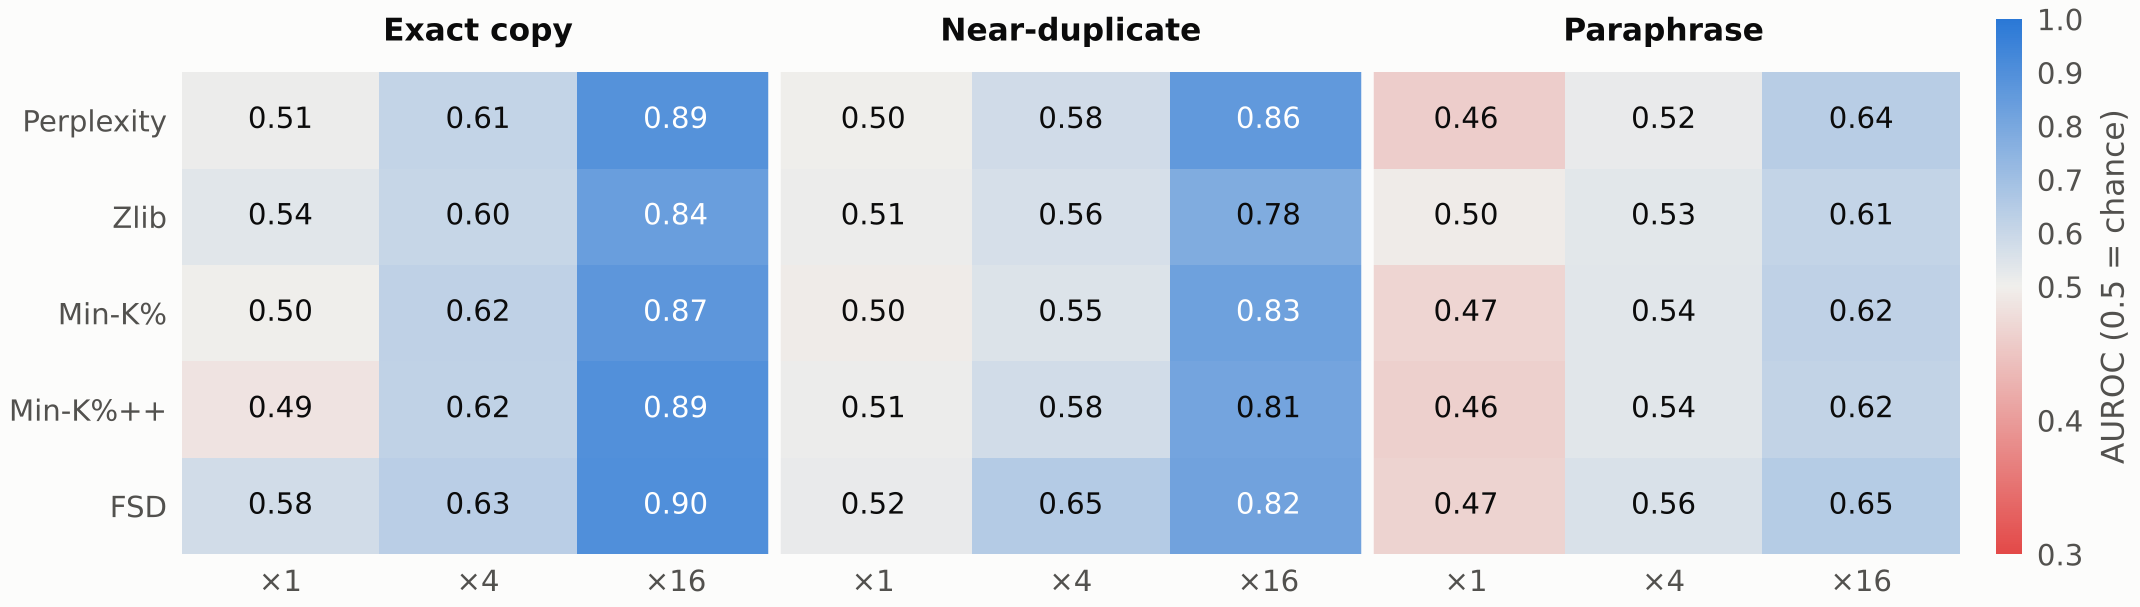 Exact copy Near-duplicate Paraphrase
Perplexity 0.51 0.61 0.89 0.50 0.58 0.86 0.46 0.52 0.64
Zlib 0.54 0.60 0.84 0.51 0.56 0.78 0.50 0.53 0.61
Min-K% 0.50 0.62 0.87 0.50 0.55 0.83 0.47 0.54 0.62
Min-K%++ 0.49 0.62 0.89 0.51 0.58 0.81 0.46 0.54 0.62
FSD 0.58 0.63 0.90 0.52 0.65 0.82 0.47 0.56 0.65
×1 ×4 ×16 ×1 ×4 ×16 ×1 ×4 ×16
1.0
0.9
0.8
0.7
0.6
0.5
0.4
0.3
AUROC (0.5 = chance)